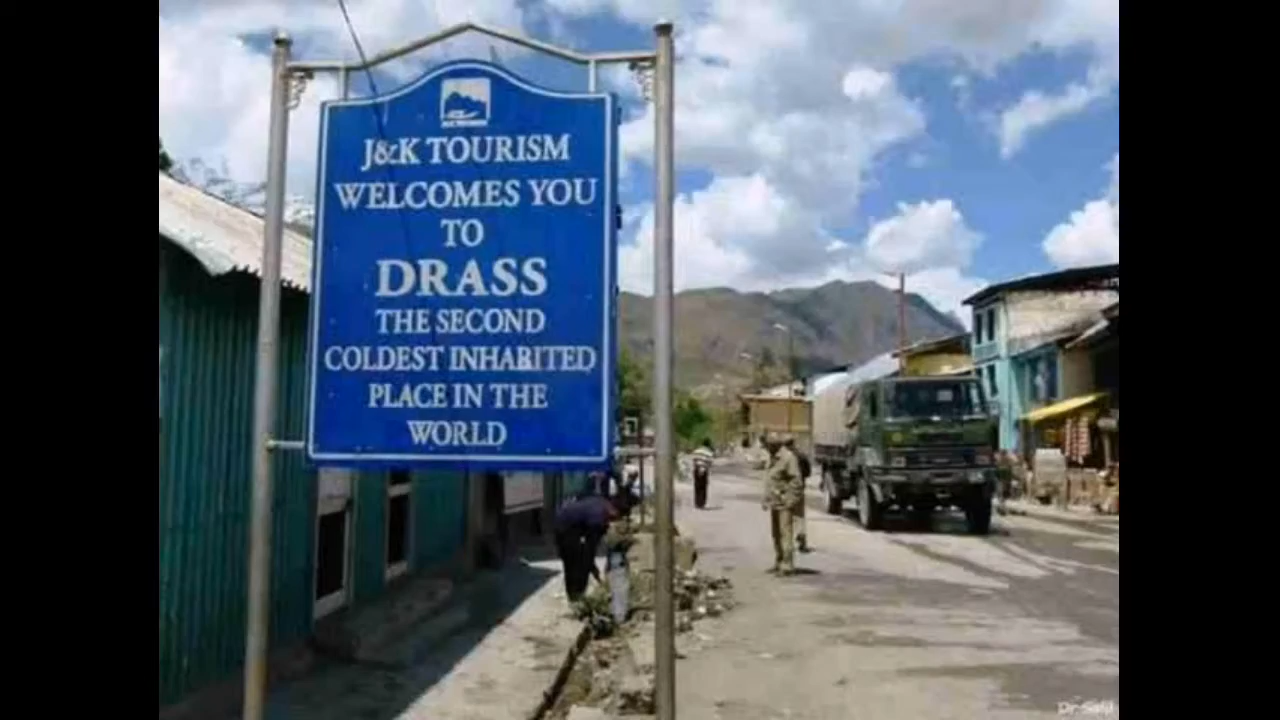 J&K TOURISM
WELCOMES YOU
TO
DRASS
THE SECOND
COLDEST INHABITED
PLACE IN THE
WORLD